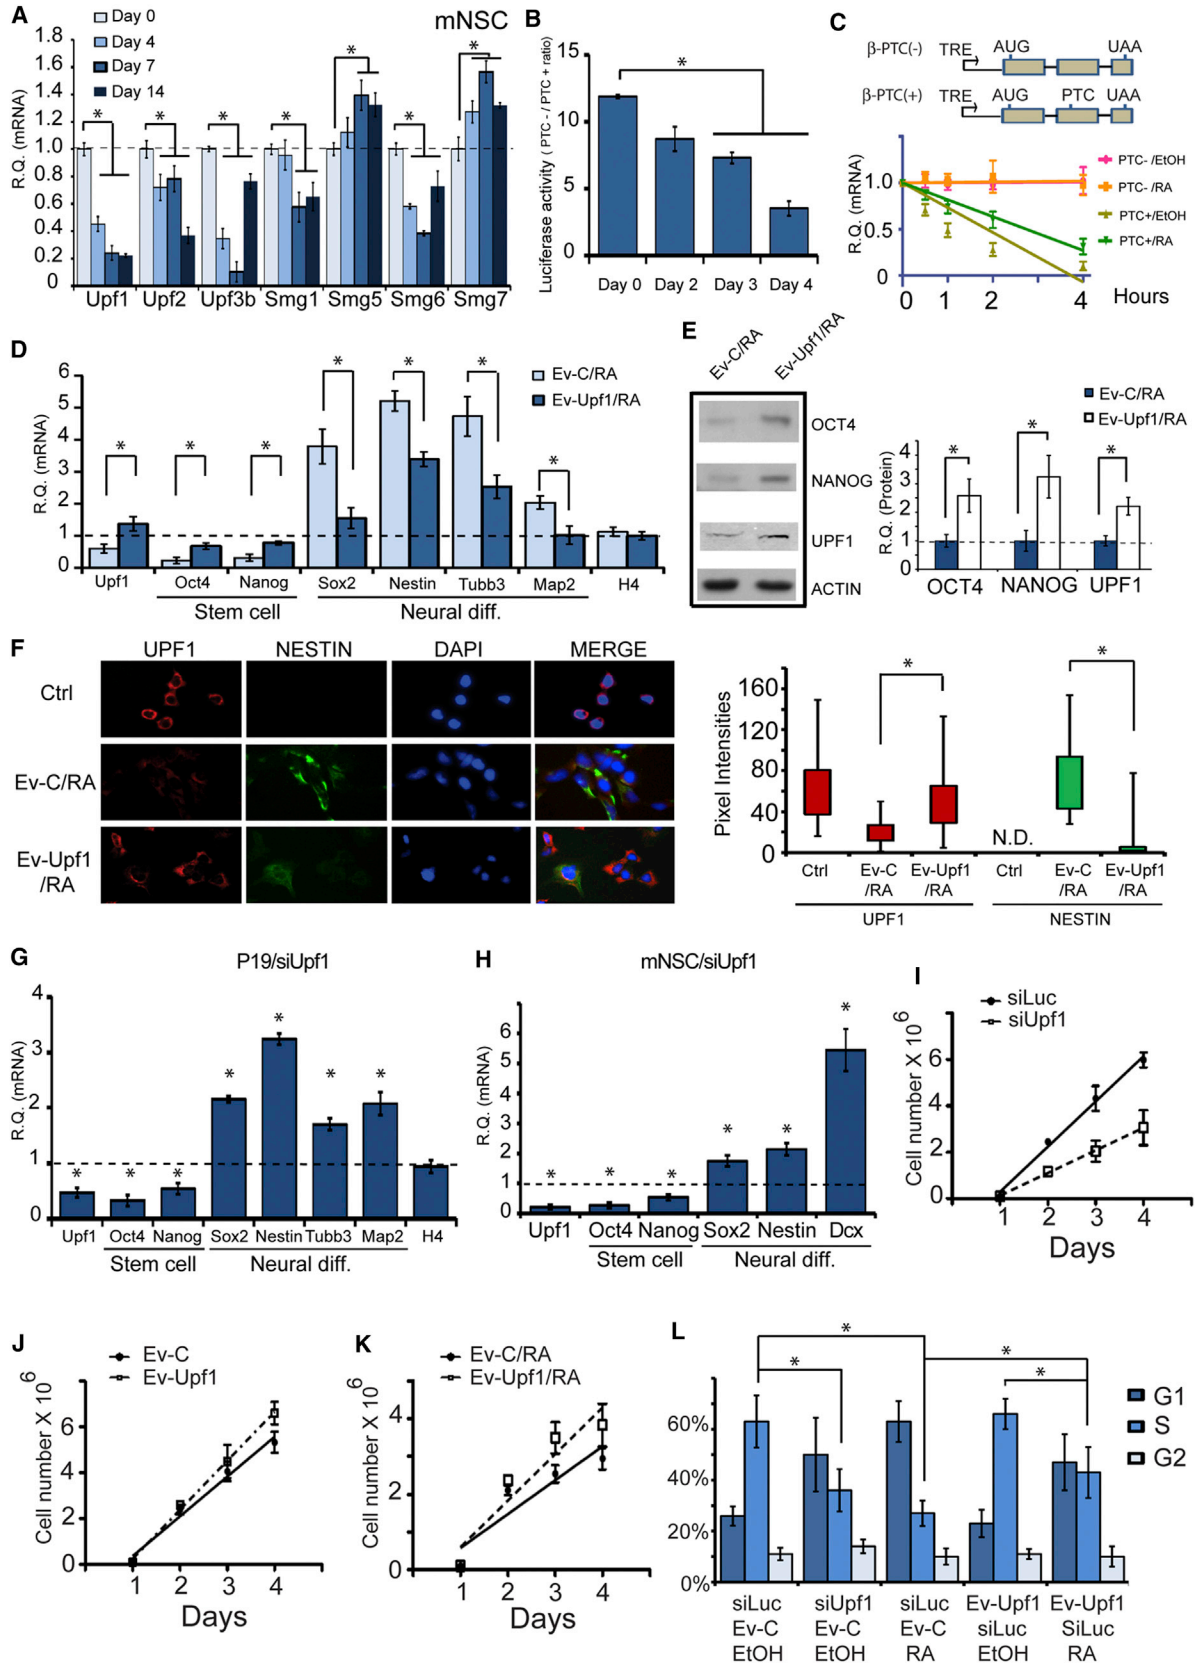 A
Day 0
Day 4
Day 7
Day 14
mNSC
R.Q. (mRNA)
1.8
1.6
1.4
1.2
1.0
0.8
0.6
0.4
0.2
0
* * * * * * *
Upf1 Upf2 Upf3b Smg1 Smg5 Smg6 Smg7
B
Luciferase activity ( PTC - / PTC + ratio)
15
10
5
0
*
Day 0 Day 2 Day 3 Day 4
C
β-PTC(-) TRE AUG UAA
β-PTC(+) TRE AUG PTC UAA
R.Q. (mRNA)
1.0
0.5
0
0 1 2 4 Hours
PTC- /EtOH
PTC- /RA
PTC+/EtOH
PTC+/RA
D
R.Q. (mRNA)
6
5
4
3
2
1
0
Ev-C/RA
Ev-Upf1/RA
* * * * * * *
Upf1 Oct4 Nanog Sox2 Nestin Tubb3 Map2 H4
Stem cell Neural diff.
E
Ev-C/RA Ev-Upf1/RA
OCT4
NANOG
UPF1
ACTIN
Ev-C/RA
Ev-Upf1/RA
R.Q. (Protein)
4
3
2
1
0
* * *
OCT4 NANOG UPF1
F
UPF1 NESTIN DAPI MERGE
Ctrl
Ev-C/RA
Ev-Upf1
/RA
Pixel Intensities
160
120
80
40
0
* *
N.D.
Ctrl Ev-C Ev-Upf1 Ctrl Ev-C Ev-Upf1
/RA /RA /RA /RA
UPF1 NESTIN
G
P19/siUpf1
R.Q. (mRNA)
4
3
2
1
0
* * * * * * *
Upf1 Oct4 Nanog Sox2 Nestin Tubb3 Map2 H4
Stem cell Neural diff.
H
mNSC/siUpf1
R.Q. (mRNA)
6
5
4
3
2
1
0
* * * * * *
Upf1 Oct4 Nanog Sox2 Nestin Dcx
Stem cell Neural diff.
I
siLuc
siUpf1
Cell number X 10 6
6
4
2
0
1 2 3 4
Days
J
Ev-C
Ev-Upf1
Cell number X 10 6
6
4
2
0
1 2 3 4
Days
K
Ev-C/RA
Ev-Upf1/RA
Cell number X 10 6
4
2
0
1 2 3 4
Days
L
* * * *
60%
40%
20%
0%
G1
S
G2
siLuc siUpf1 siLuc Ev-Upf1 Ev-Upf1
Ev-C Ev-C Ev-C siLuc SiLuc
EtOH EtOH RA EtOH RA